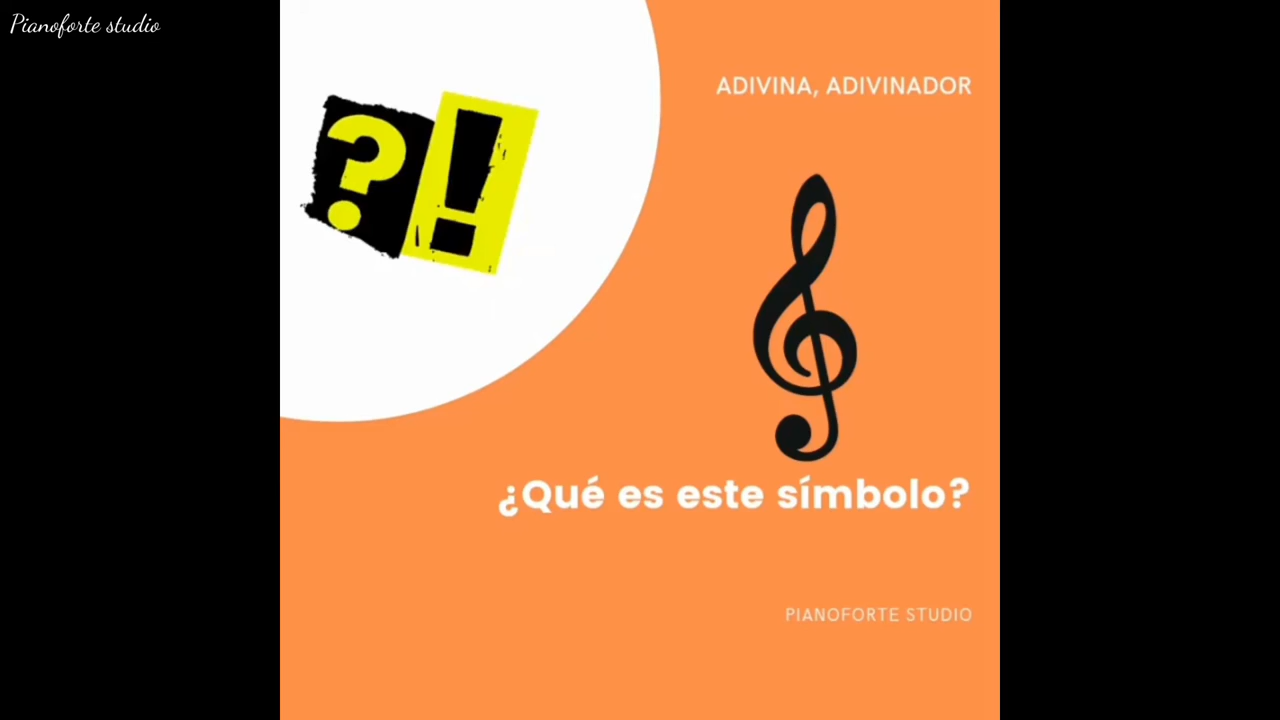 Pianoforte studio
?!
ADIVINA, ADIVINADOR
¿Qué es este símbolo?
PIANOFORTE STUDIO